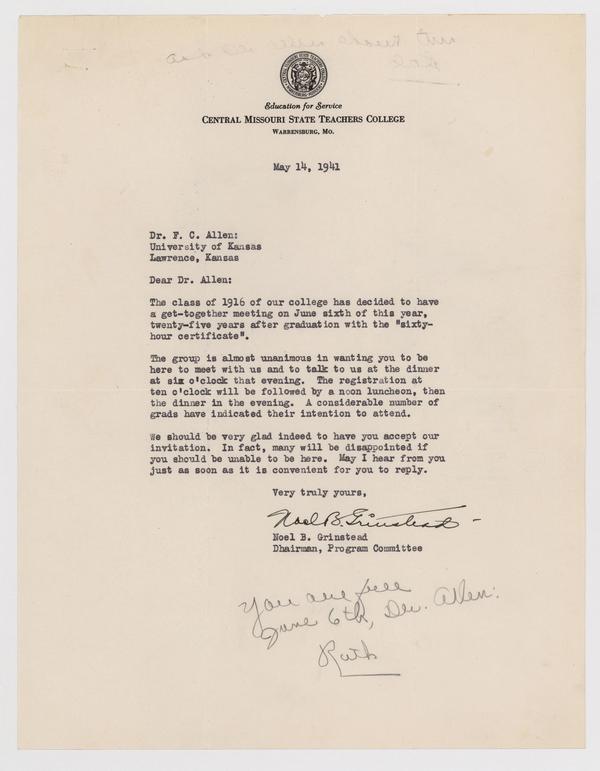 Education for Service
CENTRAL MISSOURI STATE TEACHERS COLLEGE
WARRENSBURG, MO.
May 14, 1941
Dr. F. C. Allen:
University of Kansas
Lawrence, Kansas
Dear Dr. Allen:
The class of 1916 of our college has decided to have
a get-together meeting on June sixth of this year,
twenty-five years after graduation with the "sixty-
hour certificate".
The group is almost unanimous in wanting you to be
here to meet with us and to talk to us at the dinner
at six o'clock that evening. The registration at
ten o'clock will be followed by a noon luncheon, then
the dinner in the evening. A considerable number of
grads have indicated their intention to attend.
We should be very glad indeed to have you accept our
invitation. In fact, many will be disappointed if
you should be unable to be here. May I hear from you
just as soon as it is convenient for you to reply.
Very truly yours,
Noel B. Grinstead
Noel B. Grinstead
Dhairman, Program Committee
You are free
June 6th, Dr. Allen.
Ruth